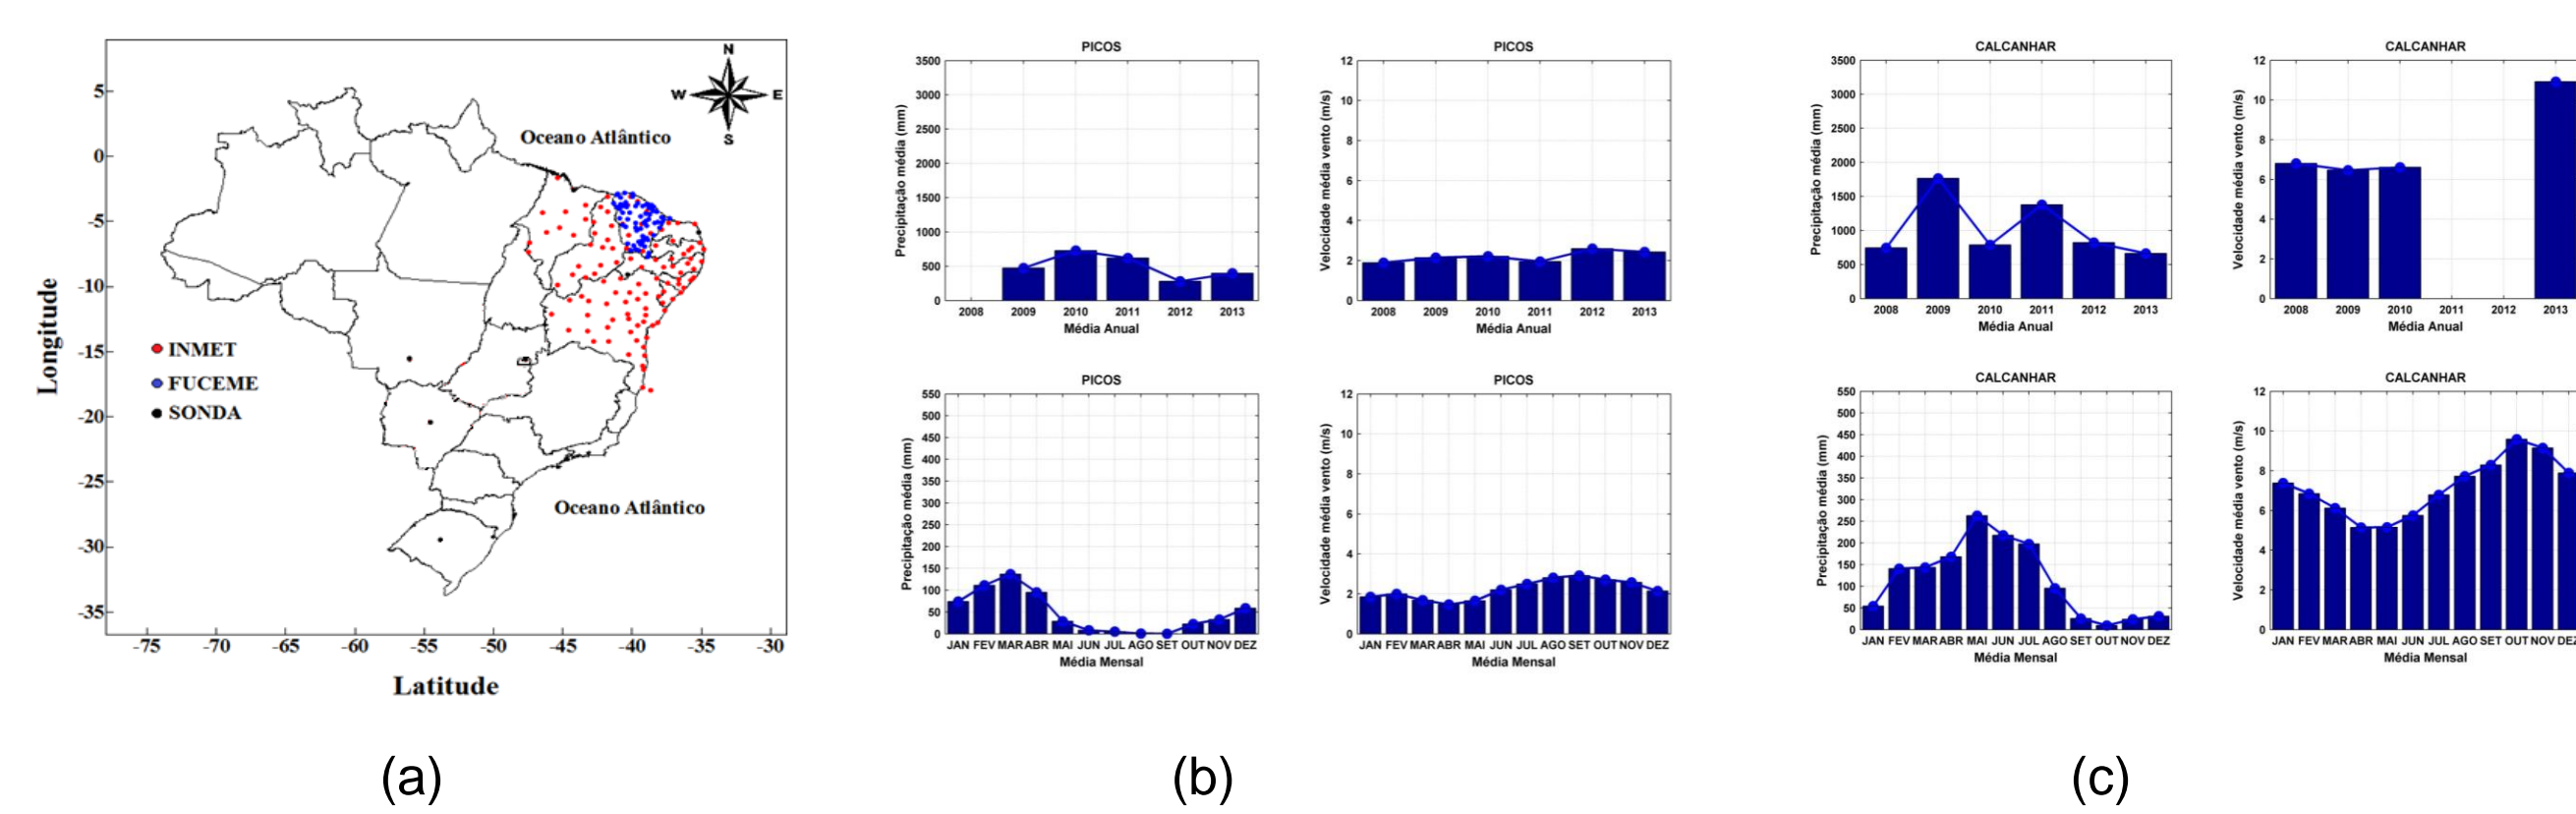 N
W E
S
Oceano Atlântico
5
0
-5
-10
-15
-20
-25
-30
-35
Longitude
INMET
FUCEME
SONDA
Oceano Atlântico
-75 -70 -65 -60 -55 -50 -45 -40 -35 -30
Latitude
(a)
PICOS
3500
3000
2500
2000
1500
1000
500
0
Precipitação média (mm)
2008 2009 2010 2011 2012 2013
Média Anual
PICOS
12
10
8
6
4
2
0
Velocidade média vento (m/s)
2008 2009 2010 2011 2012 2013
Média Anual
PICOS
550
500
450
400
350
300
250
200
150
100
50
0
Precipitação média (mm)
JAN FEV MAR ABR MAI JUN JUL AGO SET OUT NOV DEZ
Média Mensal
PICOS
12
10
8
6
4
2
0
Velocidade média vento (m/s)
JAN FEV MAR ABR MAI JUN JUL AGO SET OUT NOV DEZ
Média Mensal
(b)
CALCANHAR
3500
3000
2500
2000
1500
1000
500
0
Precipitação média (mm)
2008 2009 2010 2011 2012 2013
Média Anual
CALCANHAR
12
10
8
6
4
2
0
Velocidade média vento (m/s)
2008 2009 2010 2011 2012 2013
Média Anual
CALCANHAR
550
500
450
400
350
300
250
200
150
100
50
0
Precipitação média (mm)
JAN FEV MAR ABR MAI JUN JUL AGO SET OUT NOV DEZ
Média Mensal
CALCANHAR
12
10
8
6
4
2
0
Velocidade média vento (m/s)
JAN FEV MAR ABR MAI JUN JUL AGO SET OUT NOV DEZ
Média Mensal
(c)